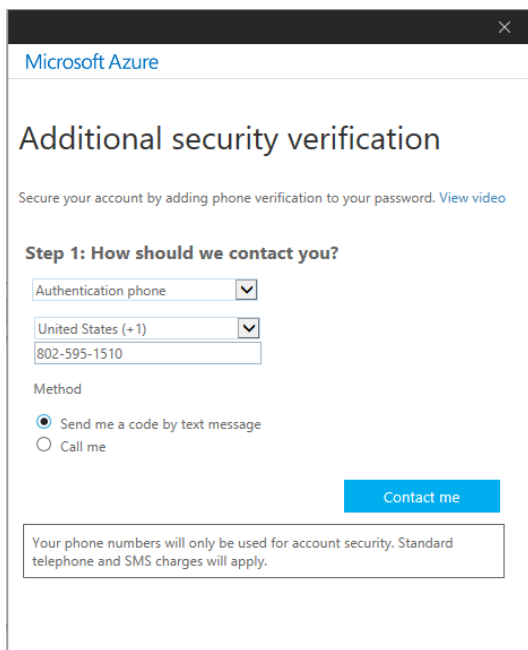 Microsoft Azure
Additional security verification
Secure your account by adding phone verification to your password. View video
Step 1: How should we contact you?
Authentication phone
United States (+1)
802-595-1510
Method
Send me a code by text message
Call me
Contact me
Your phone numbers will only be used for account security. Standard
telephone and SMS charges will apply.